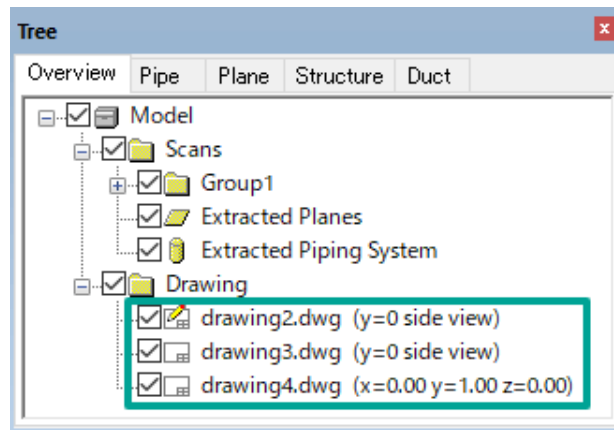 Tree
Overview Pipe Plane Structure Duct
Model
Scans
Group1
Extracted Planes
Extracted Piping System
Drawing
drawing2.dwg (y=0 side view)
drawing3.dwg (y=0 side view)
drawing4.dwg (x=0.00 y=1.00 z=0.00)